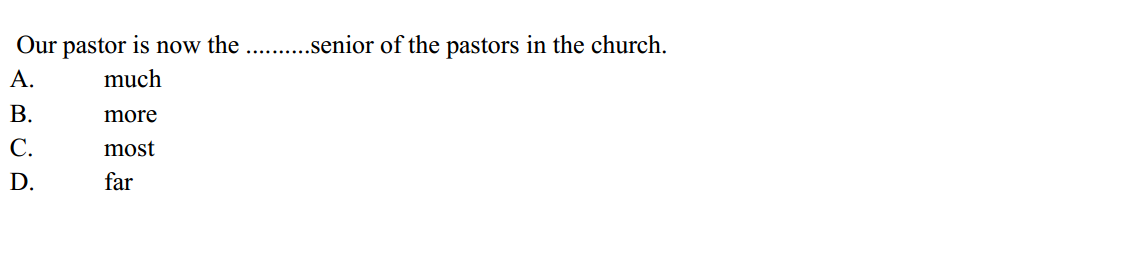 Our pastor is now the ..........senior of the pastors in the church.
A. much
B. more
C. most
D. far